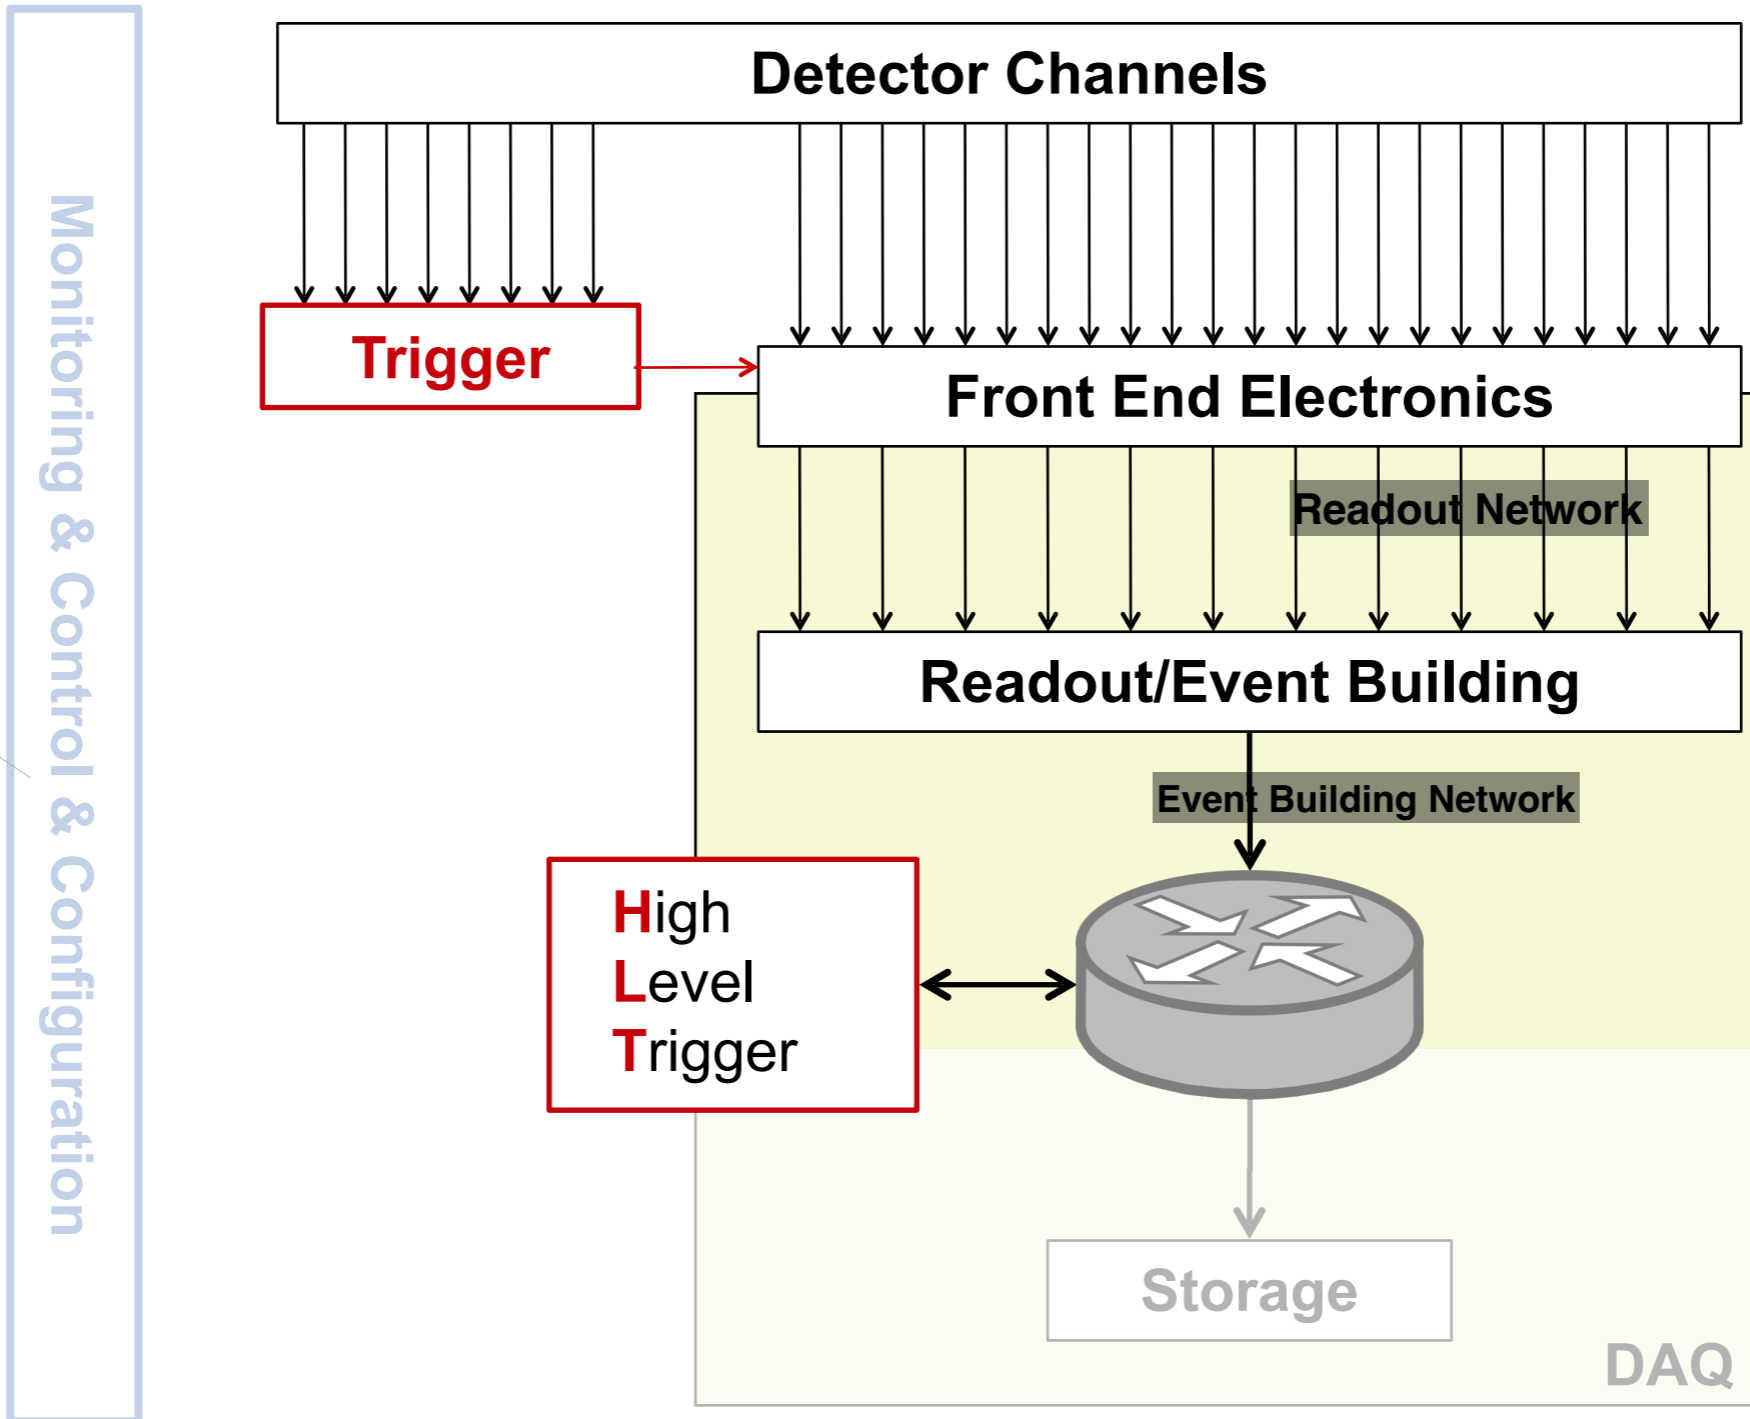 Detector Channels
Trigger
Front End Electronics
Readout Network
Readout/Event Building
Event Building Network
High
Level
Trigger
Storage
DAQ
Monitoring & Control & Configuration